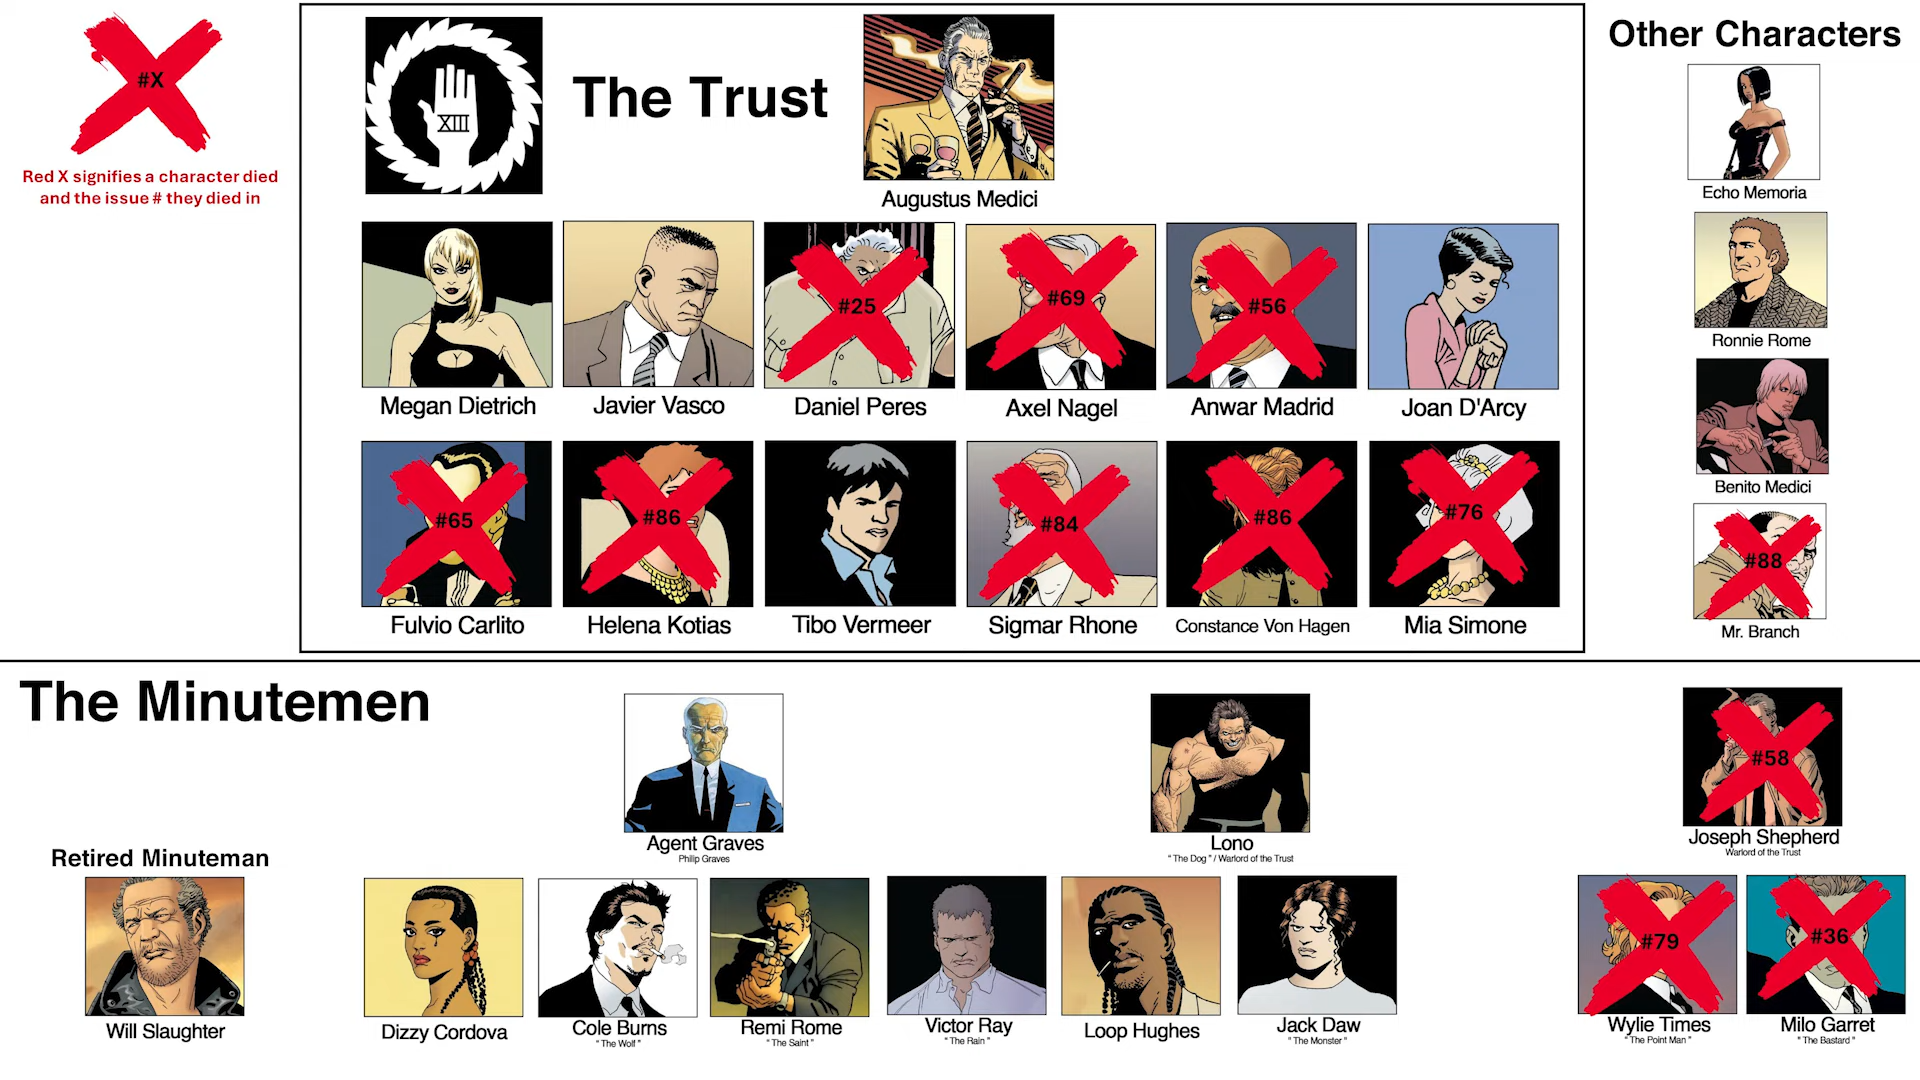 #X
Red X signifies a character died
and the issue # they died in
XIII
The Trust
Augustus Medici
Megan Dietrich
Javier Vasco
#25
Daniel Peres
#69
Axel Nagel
#56
Anwar Madrid
Joan D'Arcy
#65
Fulvio Carlito
#86
Helena Kotias
Tibo Vermeer
#84
Sigmar Rhone
#86
Constance Von Hagen
#76
Mia Simone
Other Characters
Echo Memoria
Ronnie Rome
Benito Medici
#88
Mr. Branch
The Minutemen
Agent Graves
Philip Graves
Lono
" The Dog " / Warlord of the Trust
#58
Joseph Shepherd
Warlord of the Trust
Retired Minuteman
Will Slaughter
Dizzy Cordova
Cole Burns
" The Wolf "
Remi Rome
" The Saint "
Victor Ray
" The Rain "
Loop Hughes
Jack Daw
" The Monster "
#79
Wylie Times
" The Point Man "
#36
Milo Garret
" The Bastard "